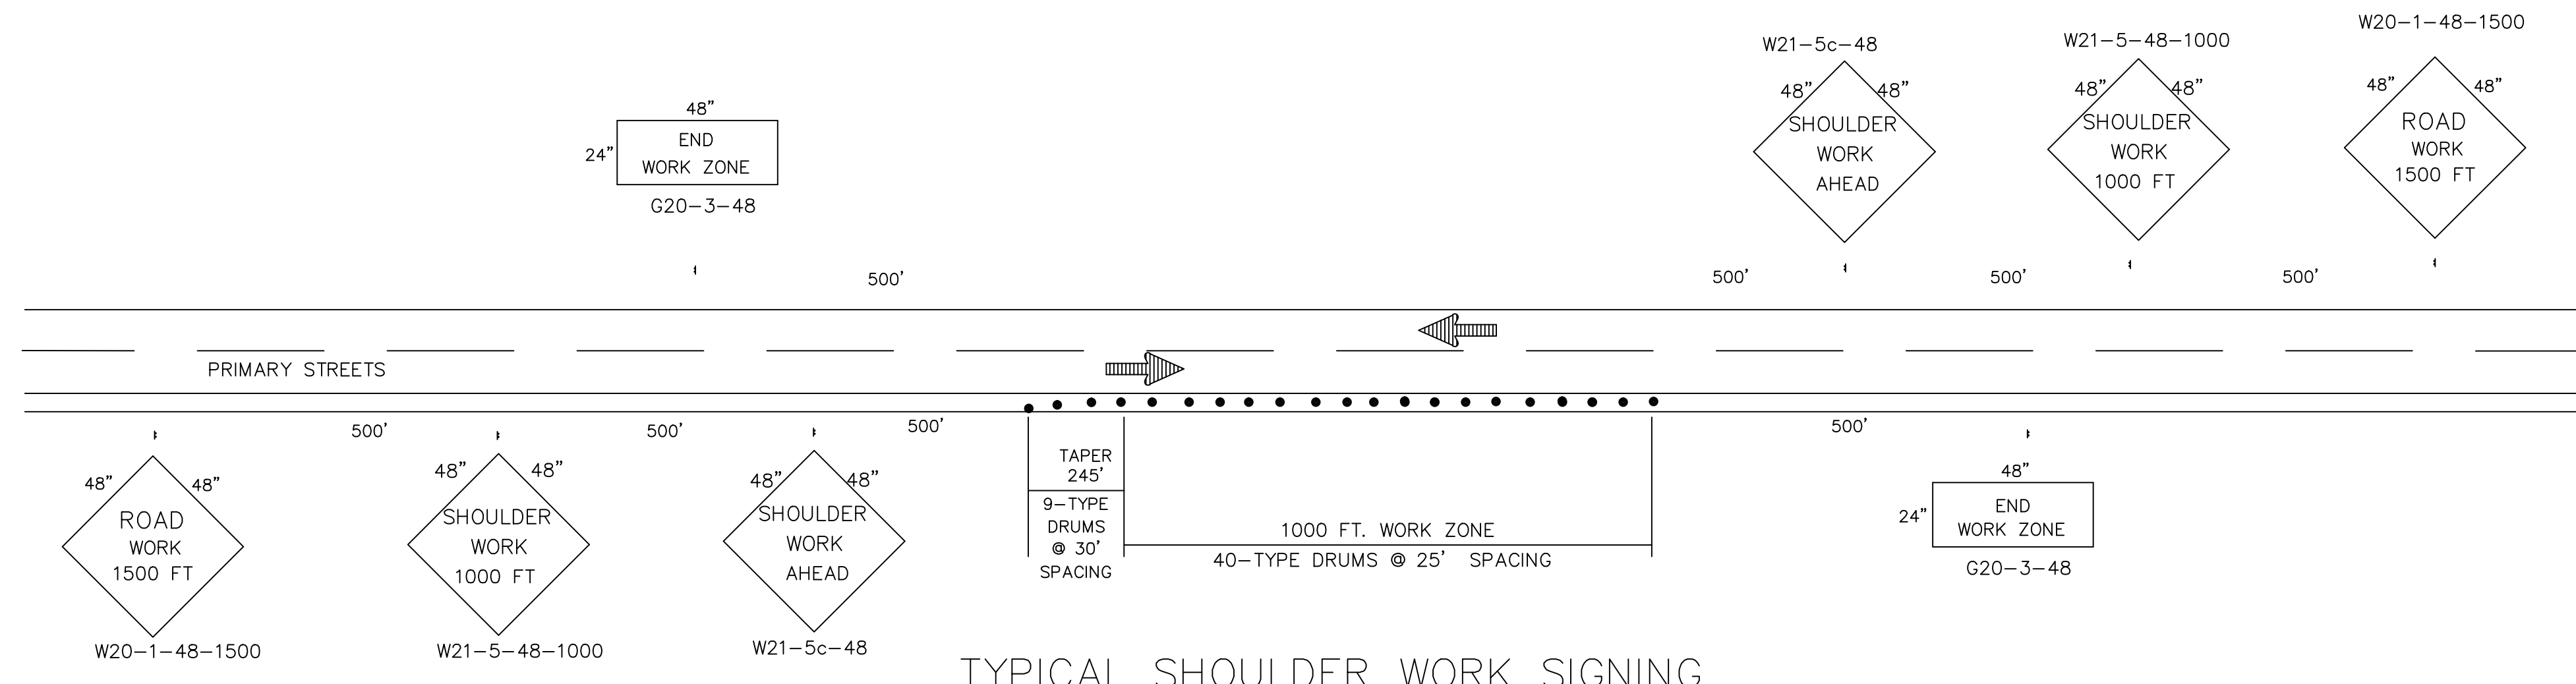 W20-1-48-1500
W21-5-48-1000
W21-5c-48
48"
END
WORK ZONE
24"
G20-3-48
48" 48"
SHOULDER
WORK
AHEAD
48" 48"
SHOULDER
WORK
1000 FT
48" 48"
ROAD
WORK
1500 FT
500'
500'
500'
500'
PRIMARY STREETS
500'
500'
500'
500'
48" 48"
ROAD
WORK
1500 FT
W20-1-48-1500
48" 48"
SHOULDER
WORK
1000 FT
W21-5-48-1000
48" 48"
SHOULDER
WORK
AHEAD
W21-5c-48
TAPER
245'
9-TYPE
DRUMS
@ 30'
SPACING
1000 FT. WORK ZONE
40-TYPE DRUMS @ 25' SPACING
48"
24"
END
WORK ZONE
G20-3-48
TYPICAL SHOULDER WORK SIGNING